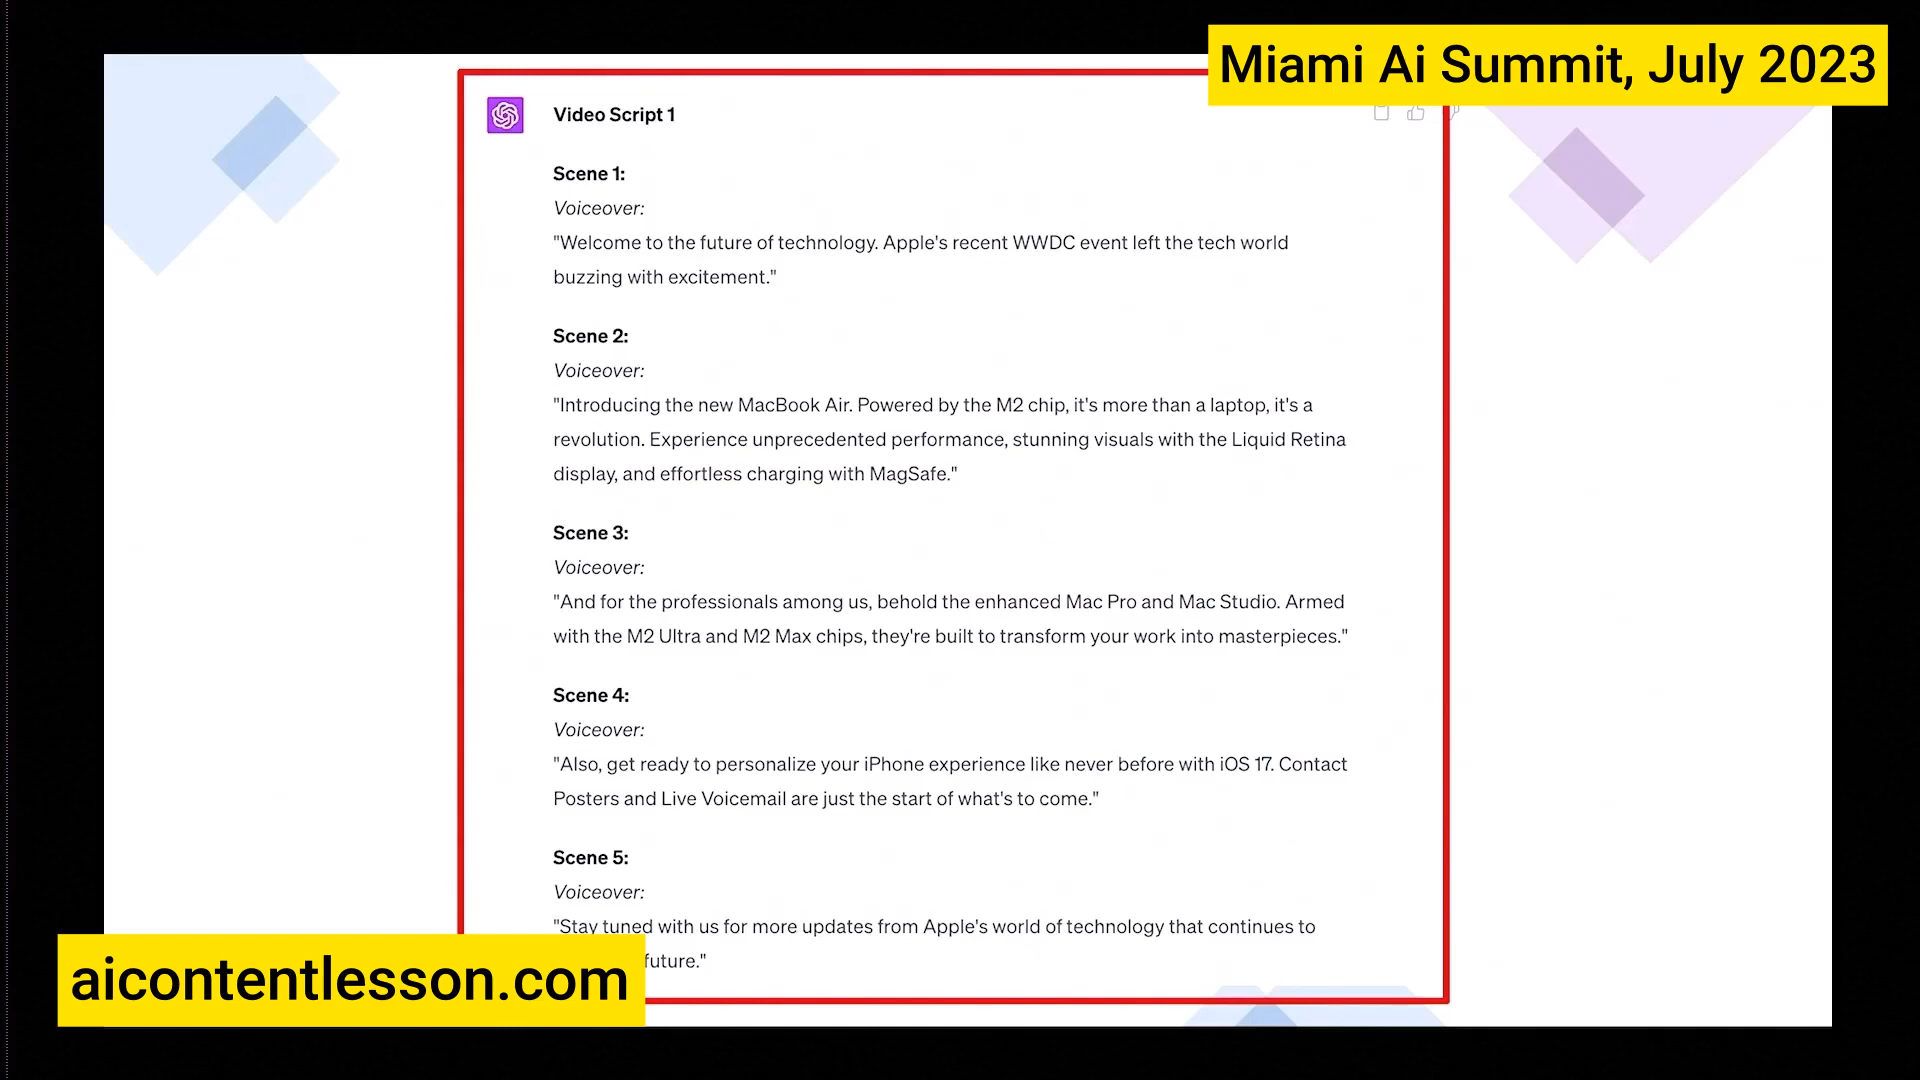 Miami Ai Summit, July 2023
Video Script 1
Scene 1:
Voiceover:
"Welcome to the future of technology. Apple's recent WWDC event left the tech world
buzzing with excitement."
Scene 2:
Voiceover:
"Introducing the new MacBook Air. Powered by the M2 chip, it's more than a laptop, it's a
revolution. Experience unprecedented performance, stunning visuals with the Liquid Retina
display, and effortless charging with MagSafe."
Scene 3:
Voiceover:
"And for the professionals among us, behold the enhanced Mac Pro and Mac Studio. Armed
with the M2 Ultra and M2 Max chips, they're built to transform your work into masterpieces."
Scene 4:
Voiceover:
"Also, get ready to personalize your iPhone experience like never before with iOS 17. Contact
Posters and Live Voicemail are just the start of what's to come."
Scene 5:
Voiceover:
"Stay tuned with us for more updates from Apple's world of technology that continues to
future."
aicontentlesson.com